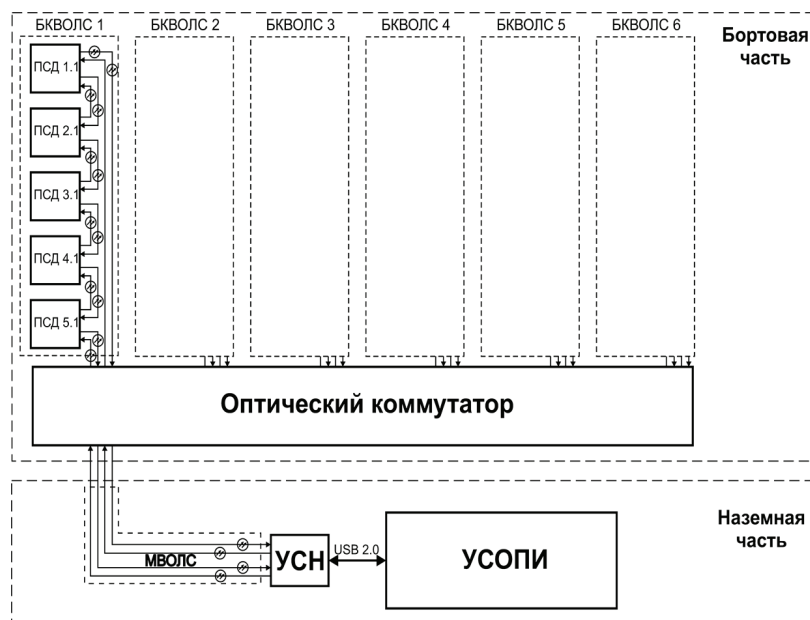 БКВОЛС 1 БКВОЛС 2 БКВОЛС 3 БКВОЛС 4 БКВОЛС 5 БКВОЛС 6
Бортовая
часть
ПСД 1.1
ПСД 2.1
ПСД 3.1
ПСД 4.1
ПСД 5.1
Оптический коммутатор
Наземная
часть
МВОЛС
УСН
USB 2.0
УСОПИ